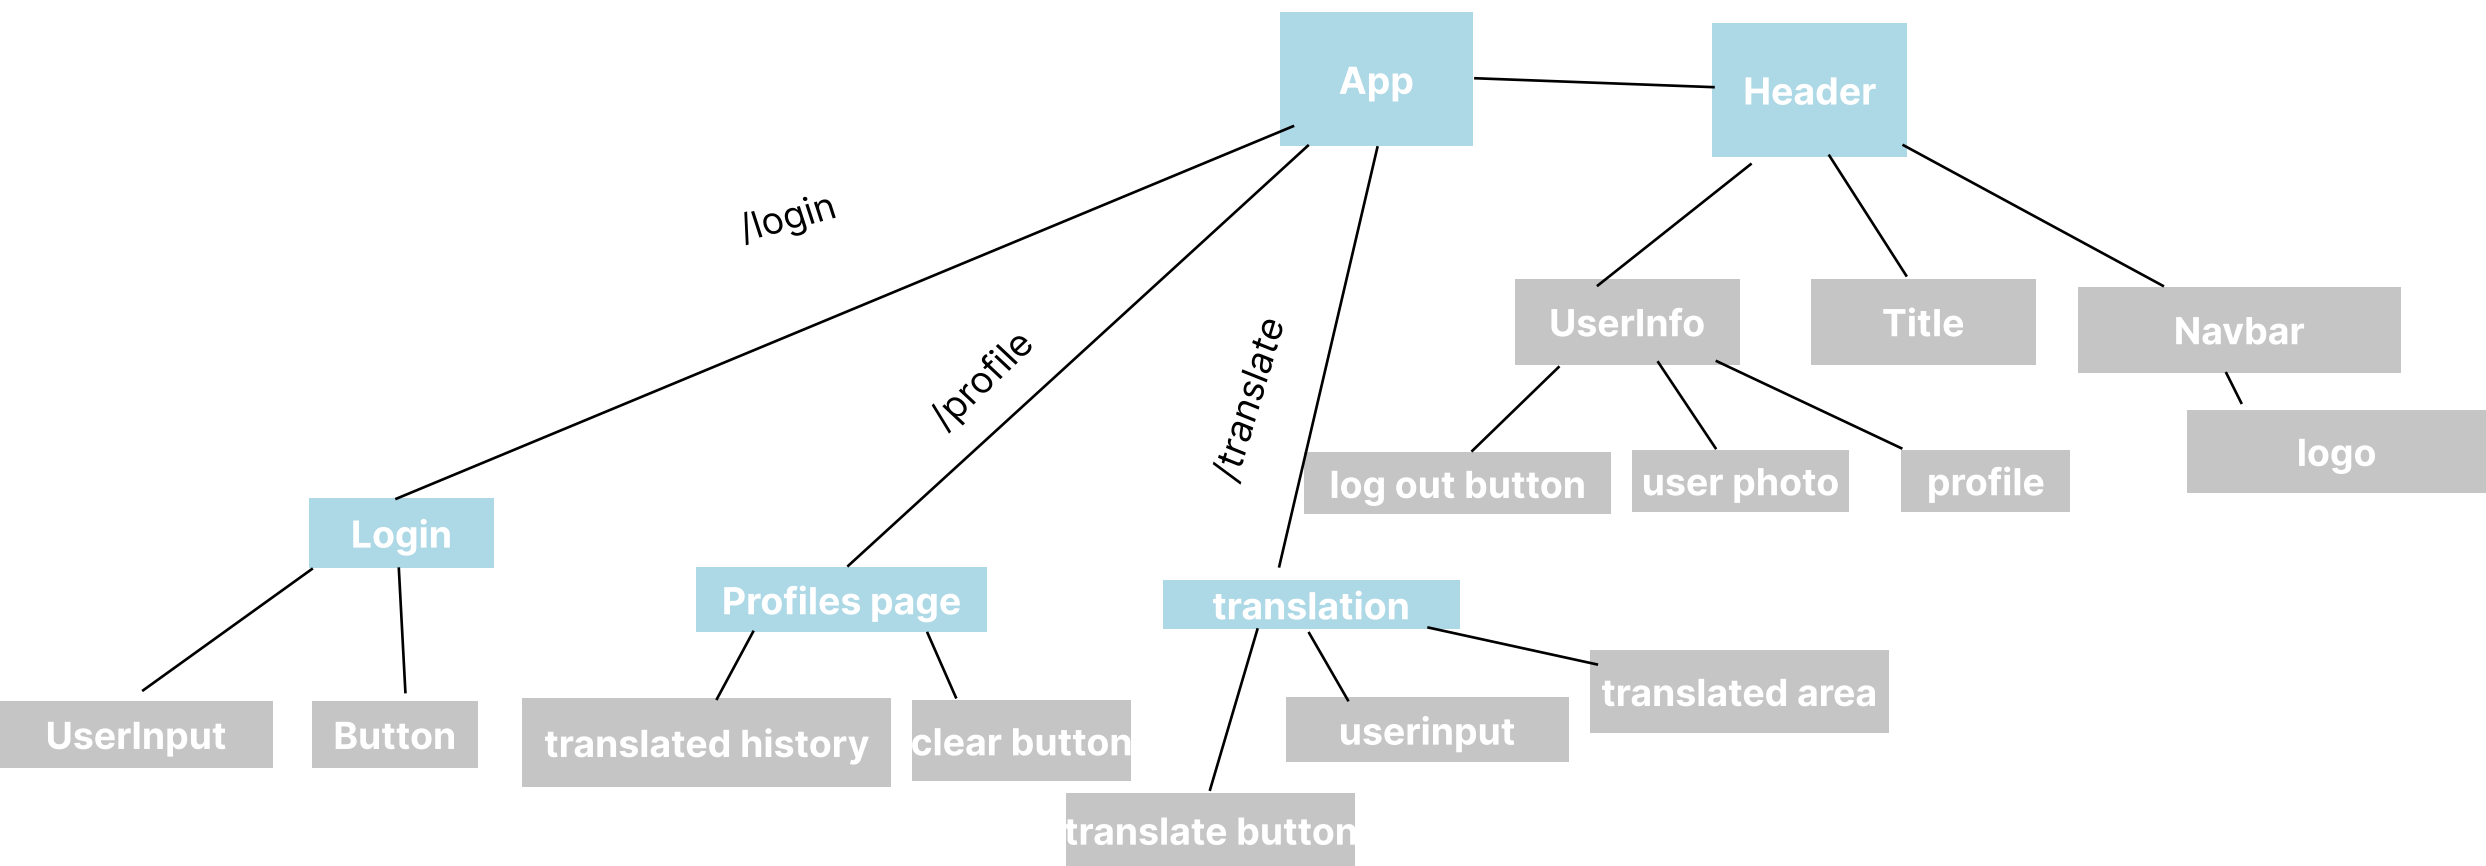 App
Header
/login
/profile
/translate
UserInfo
Title
Navbar
logo
log out button
user photo
profile
Login
Profiles page
translation
UserInput
Button
translated history
clear button
userinput
translated area
translate button